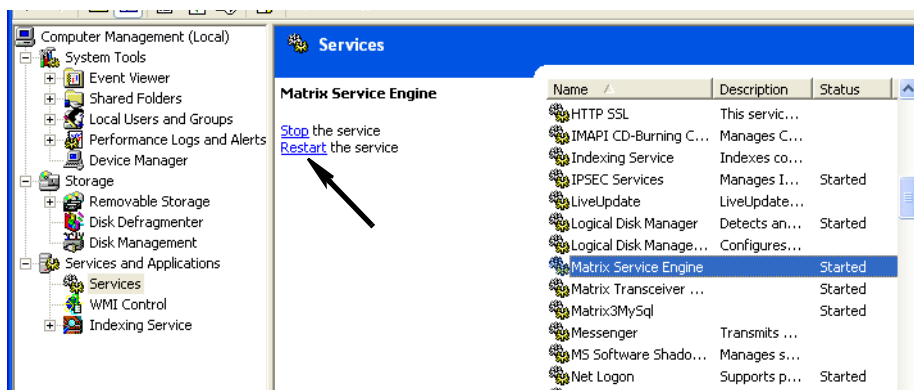 Computer Management (Local)
System Tools
Event Viewer
Shared Folders
Local Users and Groups
Performance Logs and Alerts
Device Manager
Storage
Removable Storage
Disk Defragmenter
Disk Management
Services and Applications
Services
WMI Control
Indexing Service
Services
Matrix Service Engine
Stop the service
Restart the service
Name Description Status
HTTP SSL This servic...
IMAPI CD-Burning C... Manages C...
Indexing Service Indexes co...
IPSEC Services Manages I... Started
LiveUpdate LiveUpdate...
Logical Disk Manager Detects an... Started
Logical Disk Manage... Configures...
Matrix Service Engine Started
Matrix Transceiver ... Started
Matrix3MySql Started
Messenger Transmits ...
MS Software Shado... Manages s...
Net Logon Supports p... Started